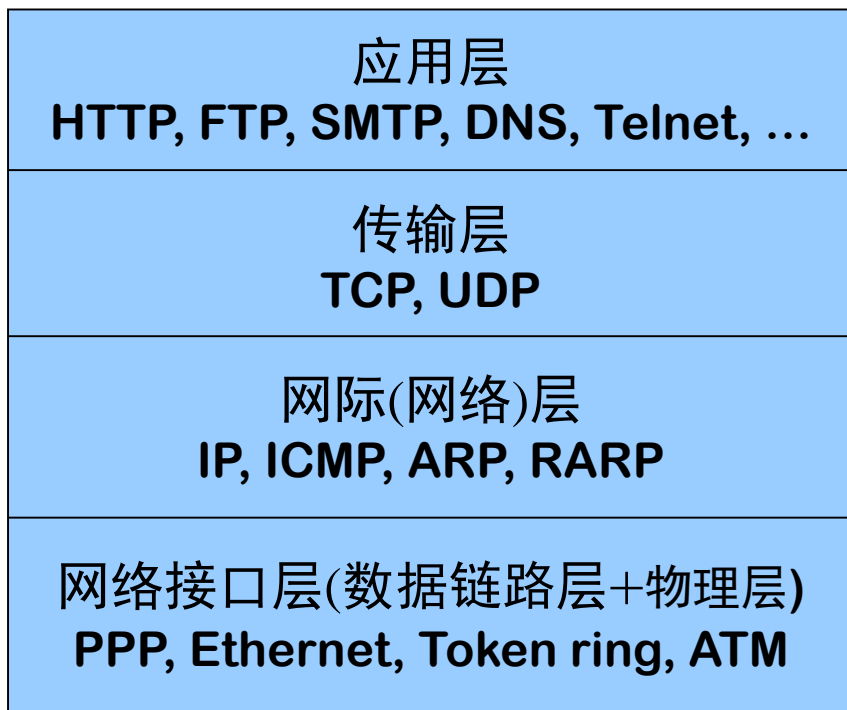 应用层
HTTP, FTP, SMTP, DNS, Telnet, …
传输层
TCP, UDP
网际(网络)层
IP, ICMP, ARP, RARP
网络接口层(数据链路层+物理层)
PPP, Ethernet, Token ring, ATM